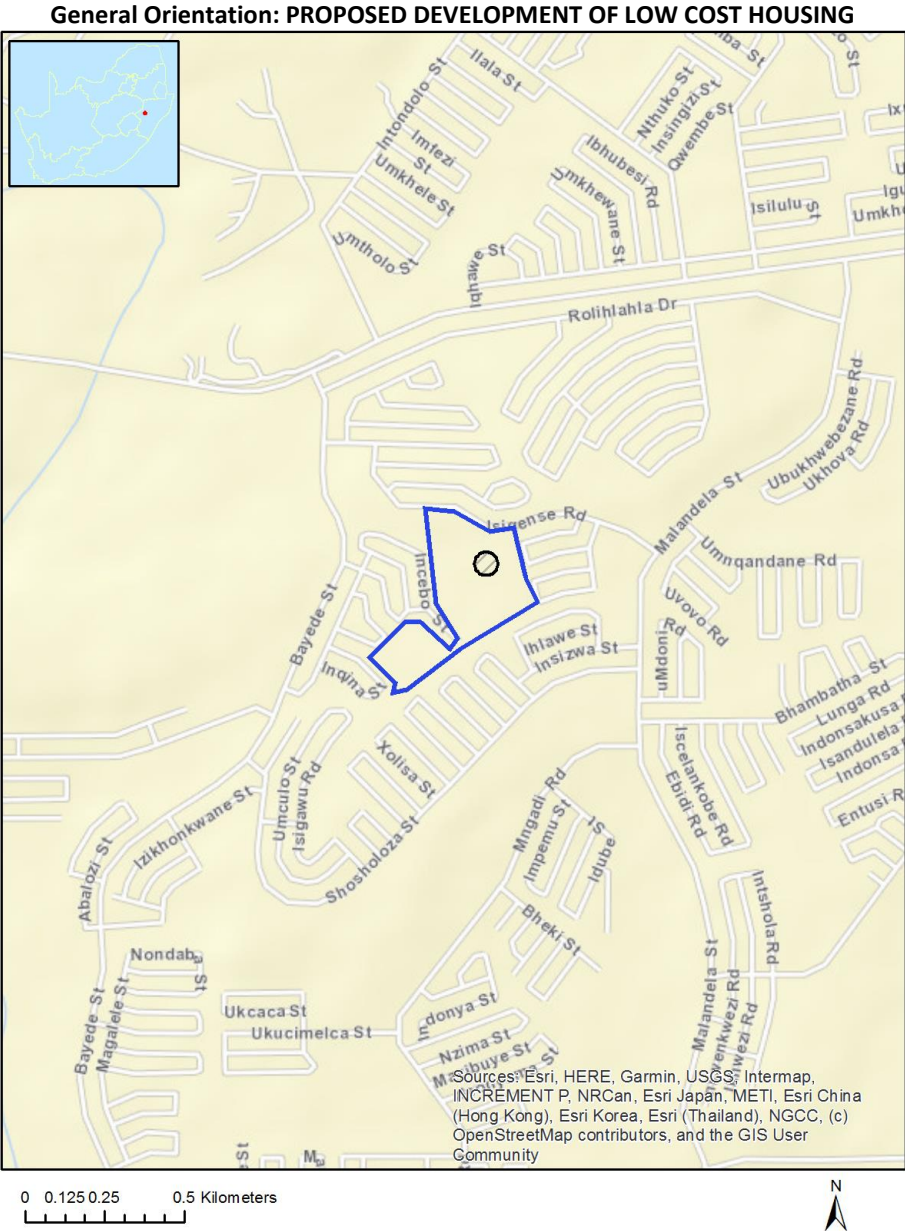 General Orientation: PROPOSED DEVELOPMENT OF LOW COST HOUSING
Ilala St
Intondolo St
Nthuko St
Insingizi St
Qwembe St
Imfezi
St
Ibhubesi Rd
Umkhele St
Smkhewane St
Isilulu St
Umtholo St
Iqhawe St
Rolihlahla Dr
Ubukhwebezane Rd
Ukhova Rd
Malandela St
Isigense Rd
Umnqandane Rd
Incebo St
Uvovo Rd
Bayede St
Ihlawe St
Insizwa St
uMdoni
Rd
Inqina St
Bhambatha St
Lunga Rd
Indonsakusa
Isandulela
Indonsa
Xolisa St
Iscelankobe Rd
Ebidi Rd
Umculo St
Isigawu Rd
Izikhonkwane St
Mngadi Rd
Impemu St
Idube
St
Entusi R
Shosholoza St
Abalozi St
Bheki St
Intshola Rd
Nondaba St
Malandela St
Ukcaca St
Ukucimelca St
Indonya St
Bayede St
Magalele St
Nzima St
Sources: Esri, HERE, Garmin, USGS, Intermap,
INCREMENT P, NRCan, Esri Japan, METI, Esri China
(Hong Kong), Esri Korea, Esri (Thailand), NGCC, (c)
OpenStreetMap contributors, and the GIS User
Community
0 0.125 0.25 0.5 Kilometers
N